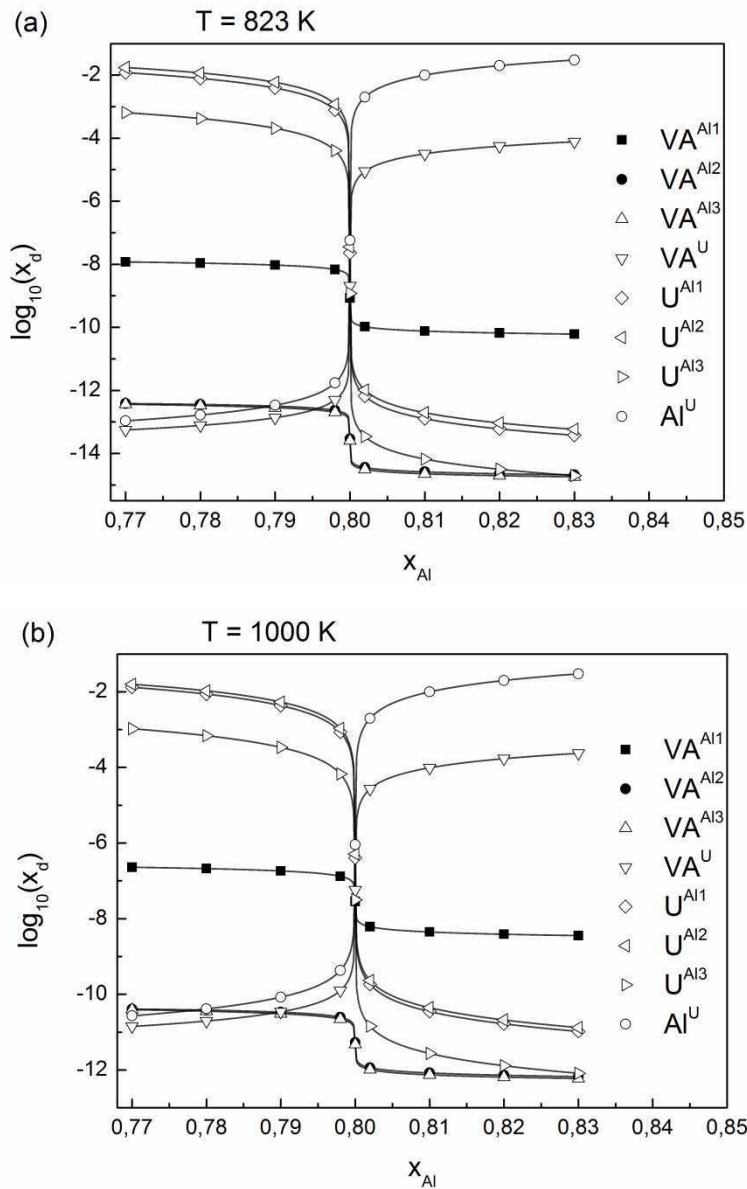 (a) T = 823 K
log10(xd)
-2
-4
-6
-8
-10
-12
-14
VA^Al1
VA^Al2
VA^Al3
VA^U
U^Al1
U^Al2
U^Al3
Al^U
0,77 0,78 0,79 0,80 0,81 0,82 0,83 0,84 0,85
xAl
(b) T = 1000 K
log10(xd)
-2
-4
-6
-8
-10
-12
VA^Al1
VA^Al2
VA^Al3
VA^U
U^Al1
U^Al2
U^Al3
Al^U
0,77 0,78 0,79 0,80 0,81 0,82 0,83 0,84 0,85
xAl